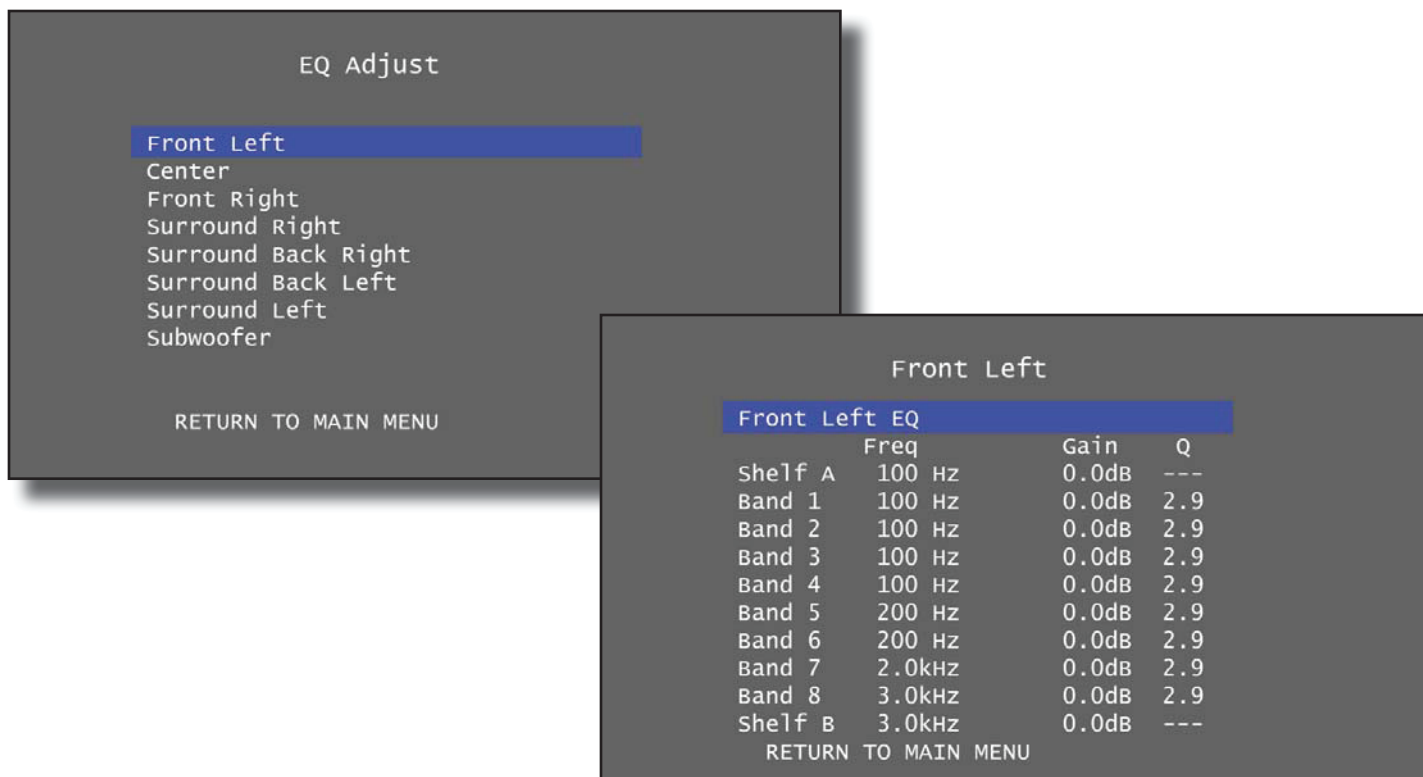 EQ Adjust
Front Left
Center
Front Right
Surround Right
Surround Back Right
Surround Back Left
Surround Left
Subwoofer
RETURN TO MAIN MENU
Front Left
Front Left EQ
Freq Gain Q
Shelf A 100 Hz 0.0dB ---
Band 1 100 Hz 0.0dB 2.9
Band 2 100 Hz 0.0dB 2.9
Band 3 100 Hz 0.0dB 2.9
Band 4 100 Hz 0.0dB 2.9
Band 5 200 Hz 0.0dB 2.9
Band 6 200 Hz 0.0dB 2.9
Band 7 2.0kHz 0.0dB 2.9
Band 8 3.0kHz 0.0dB 2.9
Shelf B 3.0kHz 0.0dB ---
RETURN TO MAIN MENU